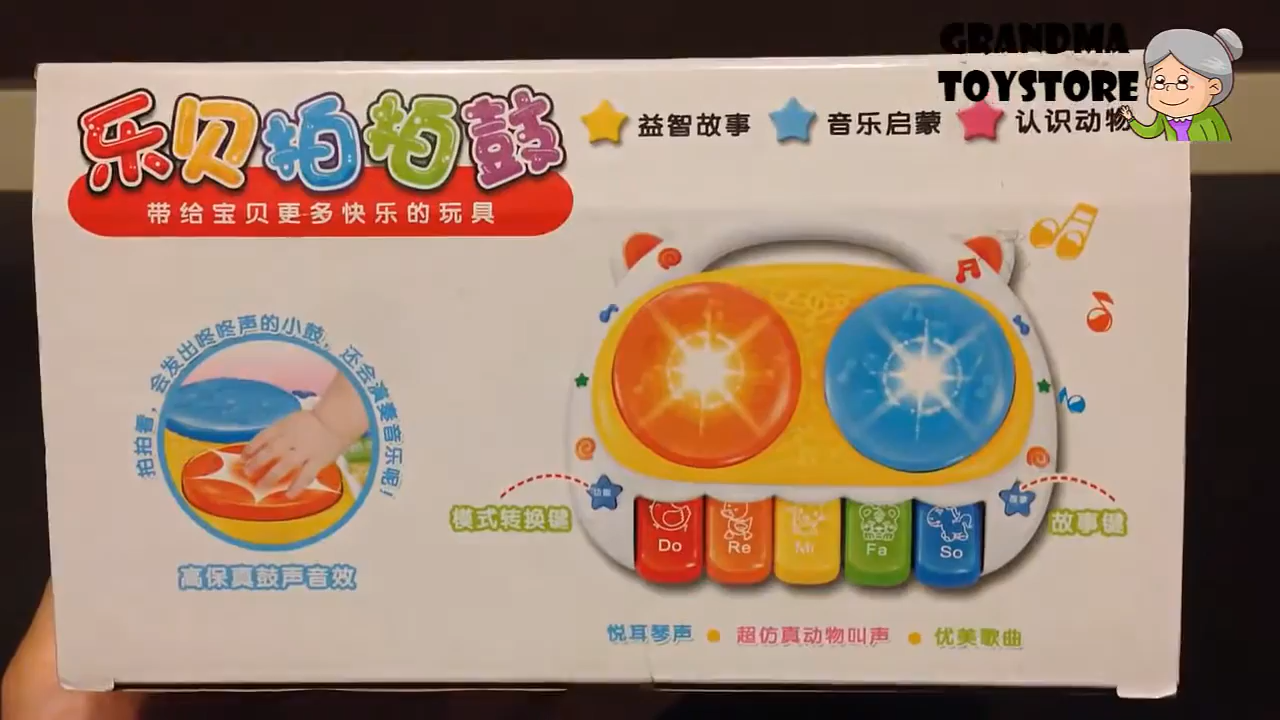 GRANDMA
TOYSTORE
乐贝拍拍鼓
带给宝贝更多快乐的玩具
益智故事 音乐启蒙 认识动物
拍拍看，会发出咚咚声的小鼓，还会演奏音乐呢！
高保真鼓声音效
模式转换键
功能
故事
故事键
Do Re Mi Fa So
悦耳琴声 • 超仿真动物叫声 • 优美歌曲